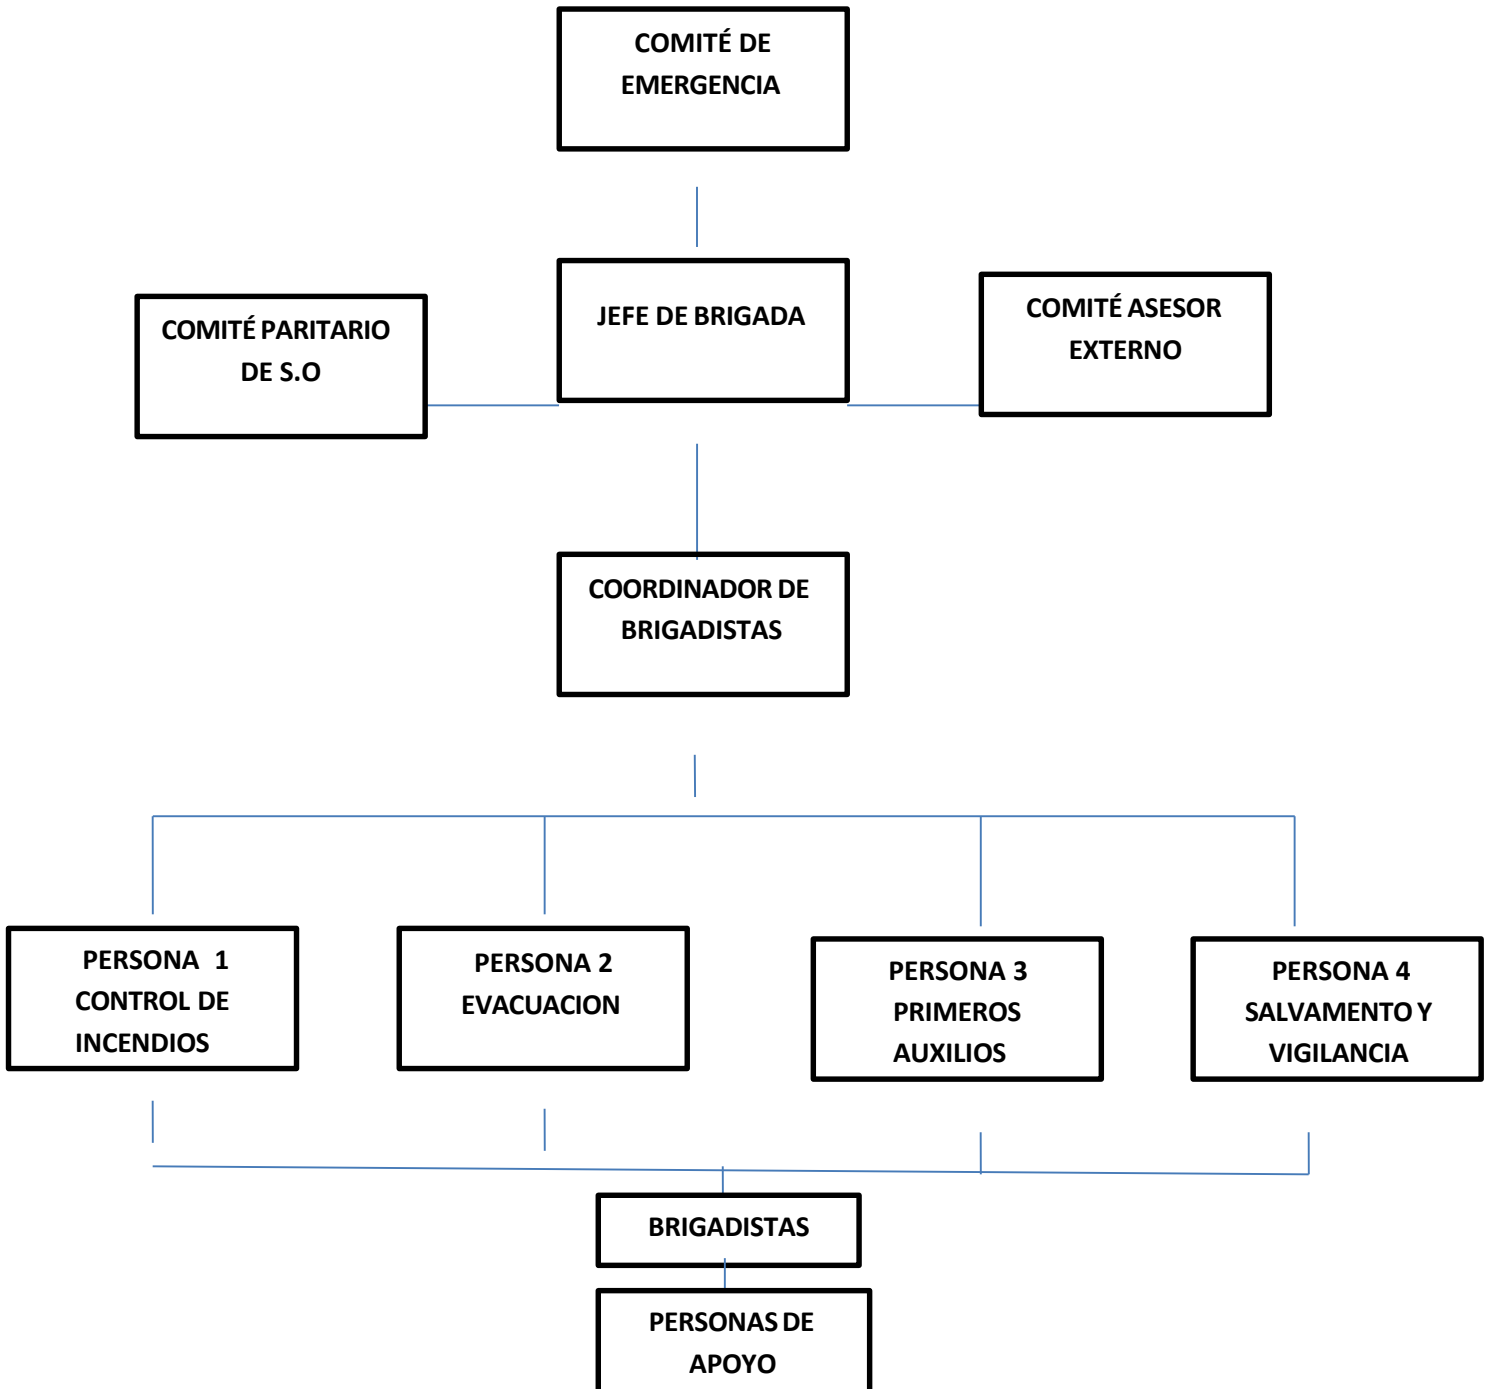 COMITÉ DE
EMERGENCIA
JEFE DE BRIGADA
COMITÉ PARITARIO
DE S.O
COMITÉ ASESOR
EXTERNO
COORDINADOR DE
BRIGADISTAS
PERSONA 1
CONTROL DE
INCENDIOS
PERSONA 2
EVACUACION
PERSONA 3
PRIMEROS
AUXILIOS
PERSONA 4
SALVAMENTO Y
VIGILANCIA
BRIGADISTAS
PERSONAS DE
APOYO